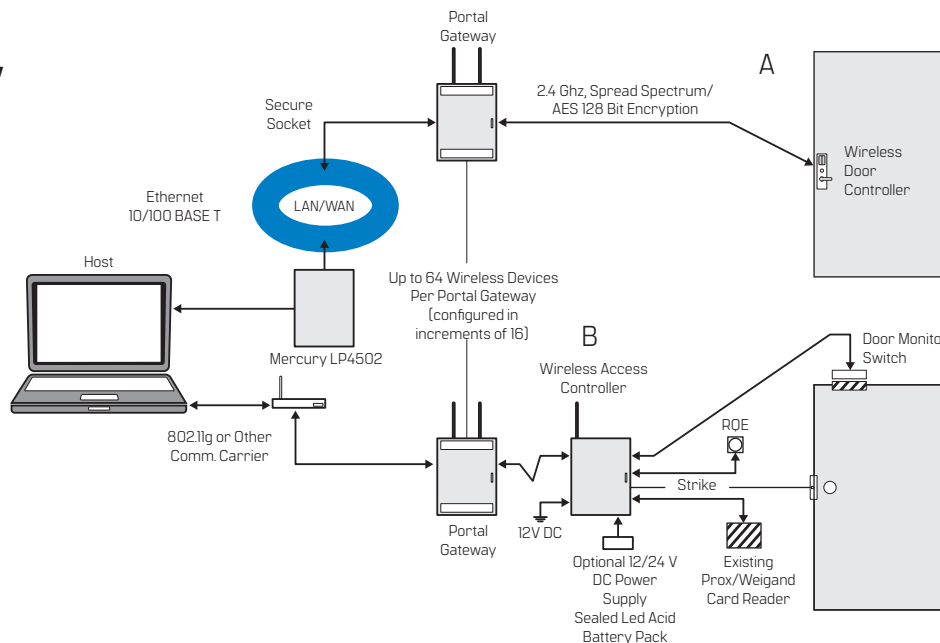 Portal
Gateway
A
2.4 Ghz, Spread Spectrum/
AES 128 Bit Encryption
Secure
Socket
Wireless
Door
Controller
Ethernet
10/100 BASE T
LAN/WAN
Host
Up to 64 Wireless Devices
Per Portal Gateway
(configured in
increments of 16)
B
Mercury LP4502
Wireless Access
Controller
Door Monito
Switch
RQE
802.11g or Other
Comm. Carrier
Strike
Portal
Gateway
12V DC
Optional 12/24 V
DC Power
Supply
Sealed Led Acid
Battery Pack
Existing
Prox/Weigand
Card Reader